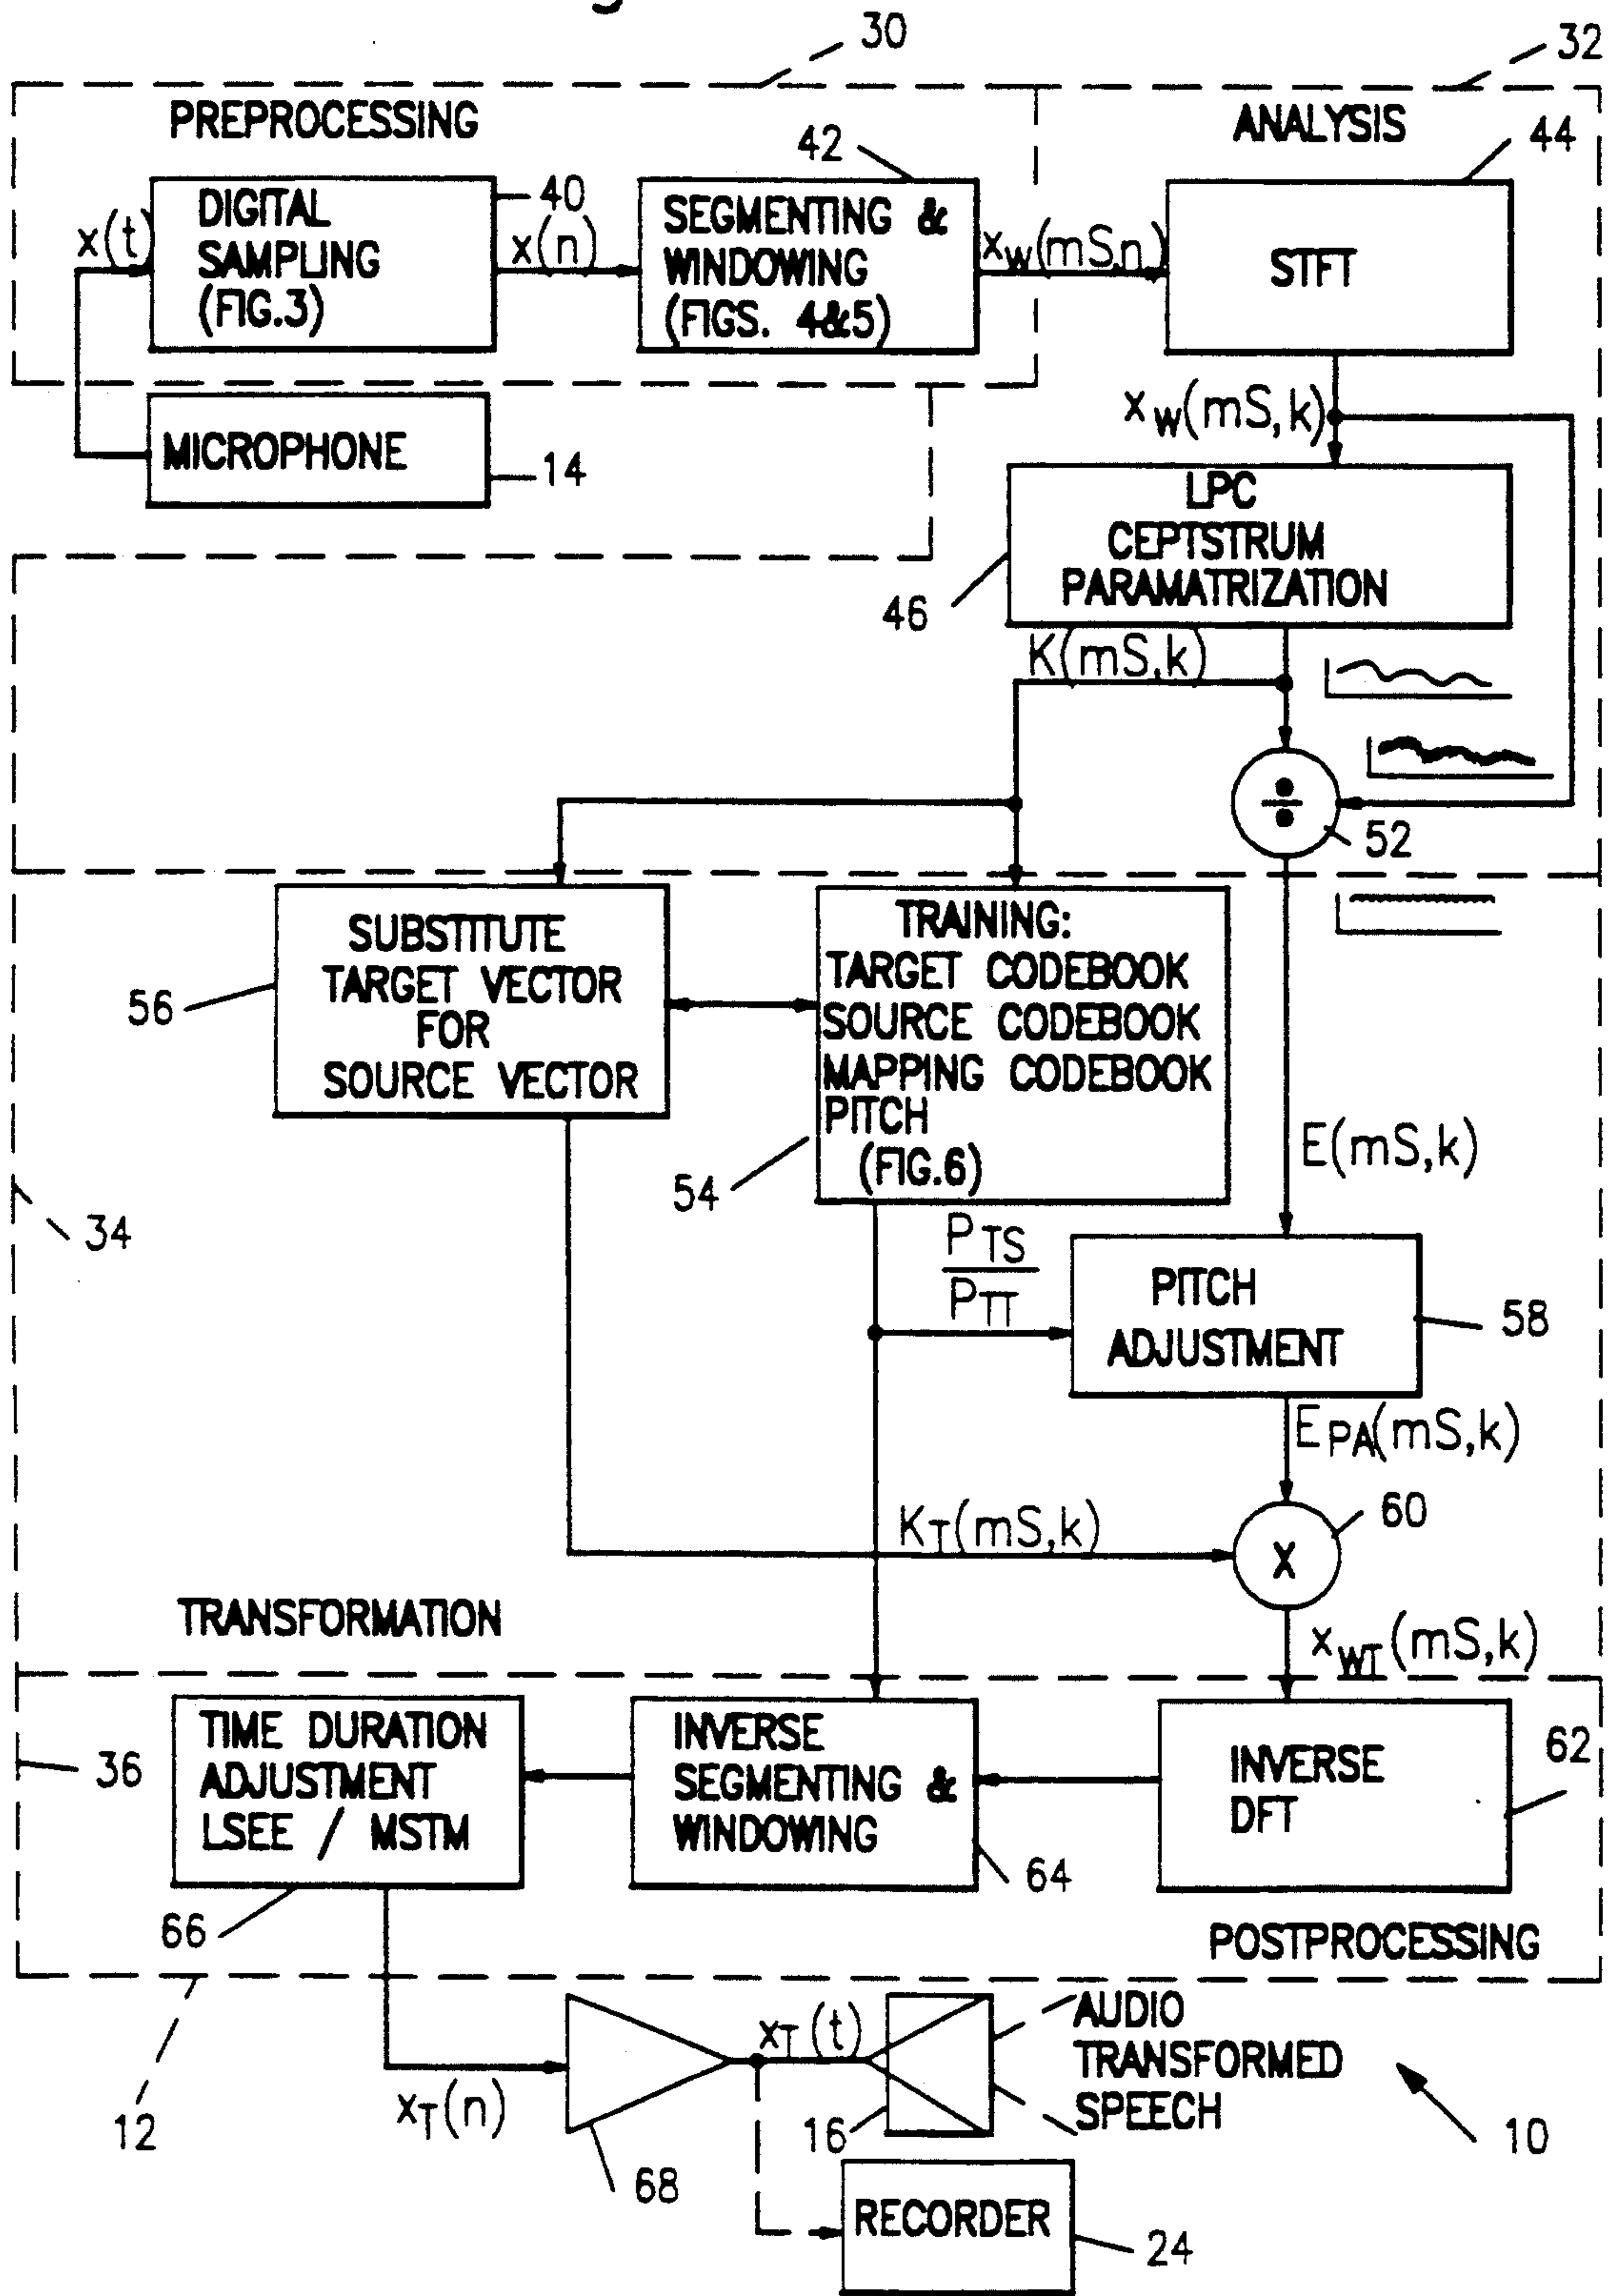 30
32
PREPROCESSING
ANALYSIS
42
44
40
x(t)
DIGITAL
SAMPLING
(FIG.3)
x(n)
SEGMENTING &
WINDOWING
(FIGS. 4&5)
xW(mS,n)
STFT
MICROPHONE
14
xW(mS,k)
LPC
CEPTSTRUM
PARAMATRIZATION
46
K(mS,k)
÷
52
SUBSTITUTE
TARGET VECTOR
FOR
SOURCE VECTOR
56
TRAINING:
TARGET CODEBOOK
SOURCE CODEBOOK
MAPPING CODEBOOK
PITCH
(FIG.6)
54
E(mS,k)
34
PTS
PTT
PITCH
ADJUSTMENT
58
EPA(mS,k)
KT(mS,k)
X
60
TRANSFORMATION
xWT(mS,k)
36
TIME DURATION
ADJUSTMENT
LSEE / MSTM
66
INVERSE
SEGMENTING &
WINDOWING
64
INVERSE
DFT
62
POSTPROCESSING
12
xT(n)
68
xT(t)
16
AUDIO
TRANSFORMED
SPEECH
10
RECORDER
24